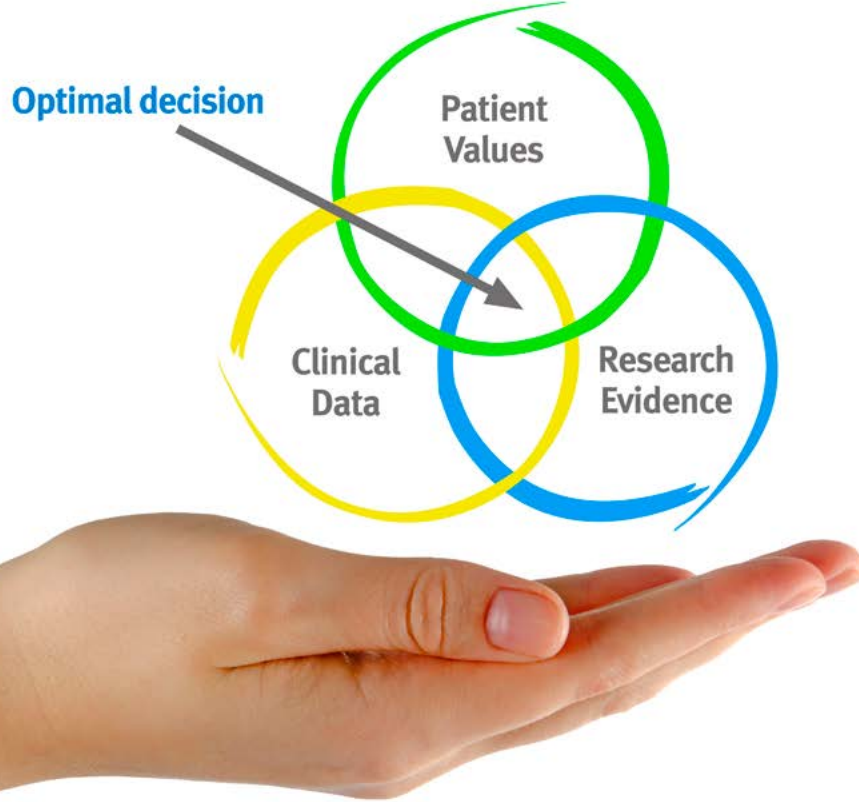 Optimal decision
Patient
Values
Clinical
Data
Research
Evidence